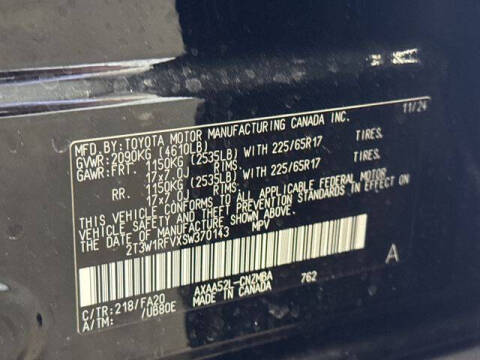 MFD. BY: TOYOTA MOTOR MANUFACTURING CANADA INC. 11/24
GVWR: 2090KG (4610LB)
GAWR: FRT. 1150KG (2535LB) WITH 225/65R17 TIRES.
17x7.0J RIMS
RR. 1150KG (2535LB) WITH 225/65R17 TIRES.
17x7.0J RIMS
THIS VEHICLE CONFORMS TO ALL APPLICABLE FEDERAL MOTOR
VEHICLE SAFETY AND THEFT PREVENTION STANDARDS IN EFFECT ON
THE DATE OF MANUFACTURE SHOWN ABOVE.
2T3W1RFVXSW370143 MPV
A
C/TR: 218/FA20 AXAA52L-CNZMBA 762
A/TM: /UB80E MADE IN CANADA